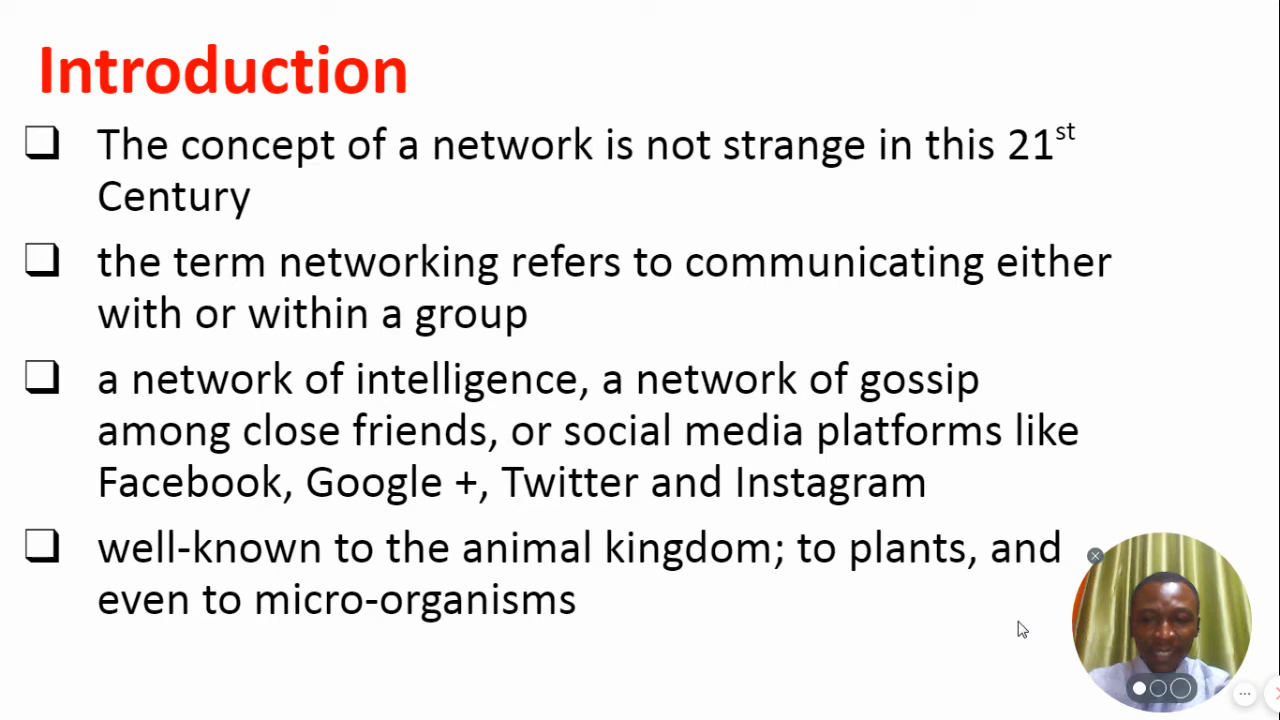 Introduction
❑ The concept of a network is not strange in this 21st
Century
❑ the term networking refers to communicating either
with or within a group
❑ a network of intelligence, a network of gossip
among close friends, or social media platforms like
Facebook, Google +, Twitter and Instagram
❑ well-known to the animal kingdom; to plants, and
even to micro-organisms